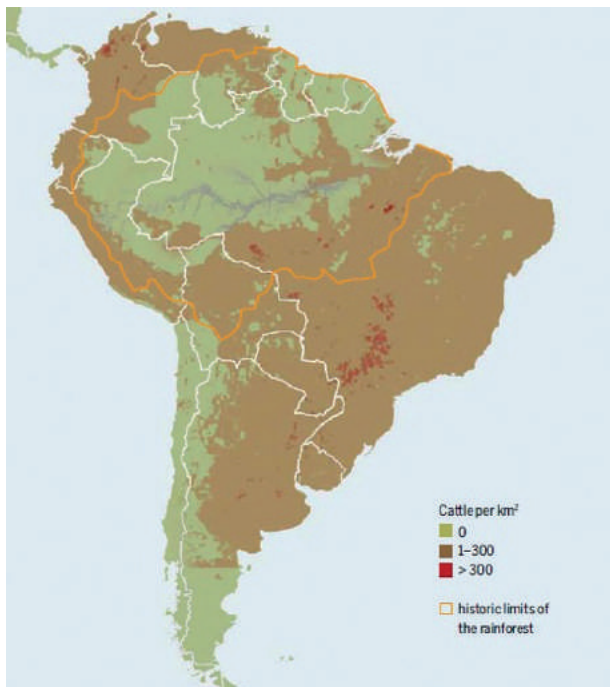 Cattle per km²
0
1–300
> 300
historic limits of
the rainforest